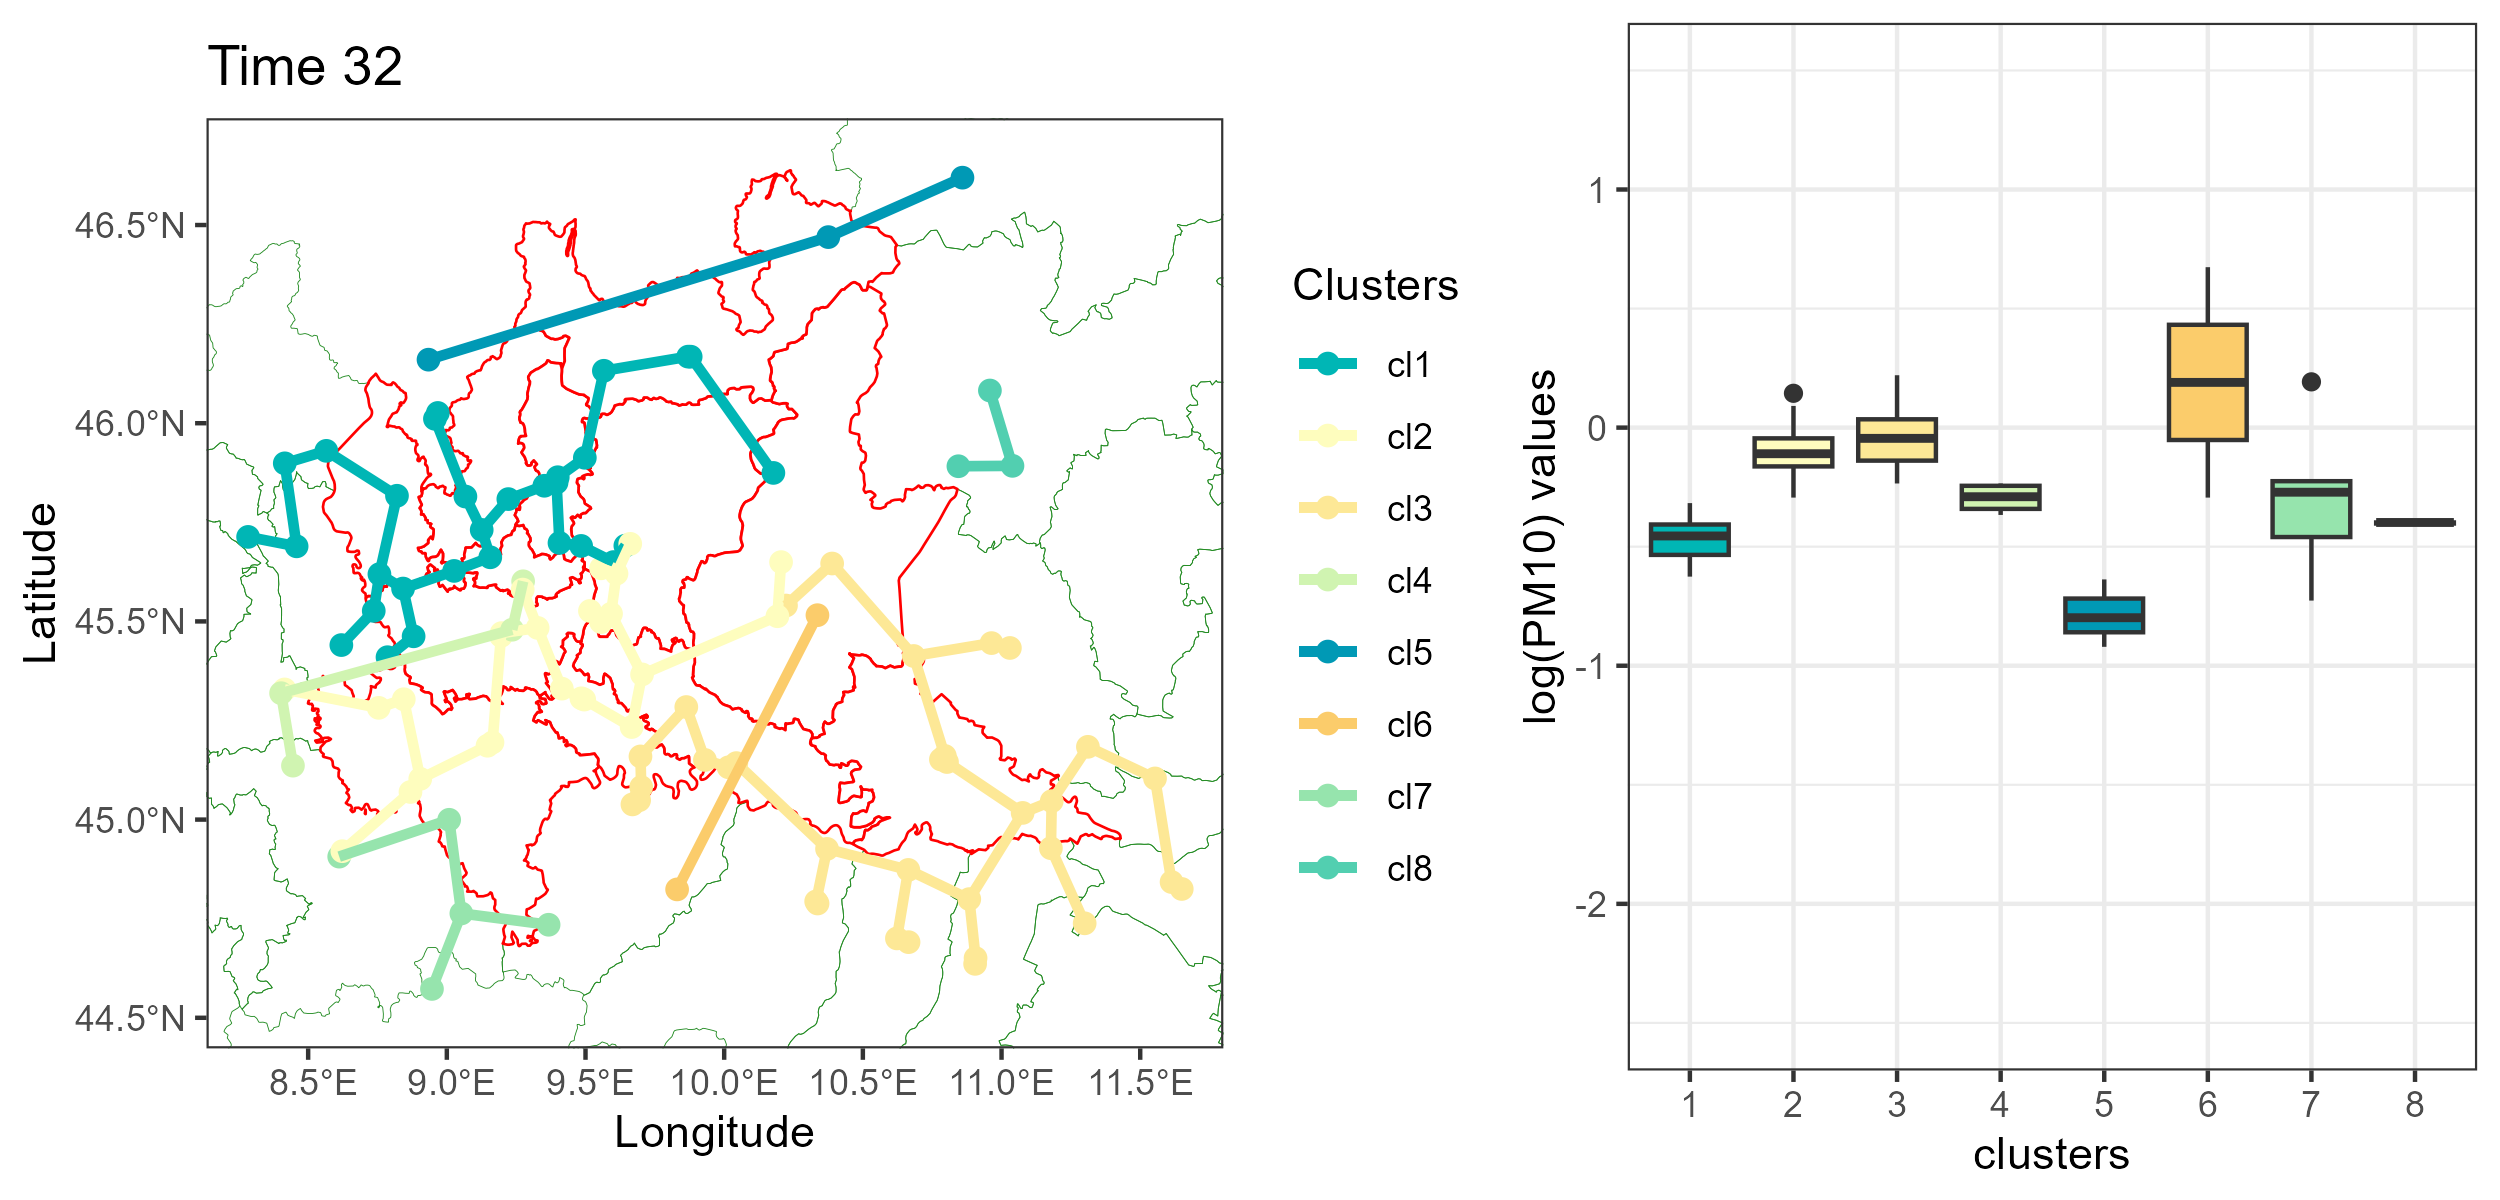 Time 32
46.5°N
46.0°N
45.5°N
45.0°N
44.5°N
Latitude
8.5°E 9.0°E 9.5°E 10.0°E 10.5°E 11.0°E 11.5°E
Longitude
Clusters
cl1
cl2
cl3
cl4
cl5
cl6
cl7
cl8
log(PM10) values
1
0
-1
-2
1 2 3 4 5 6 7 8
clusters